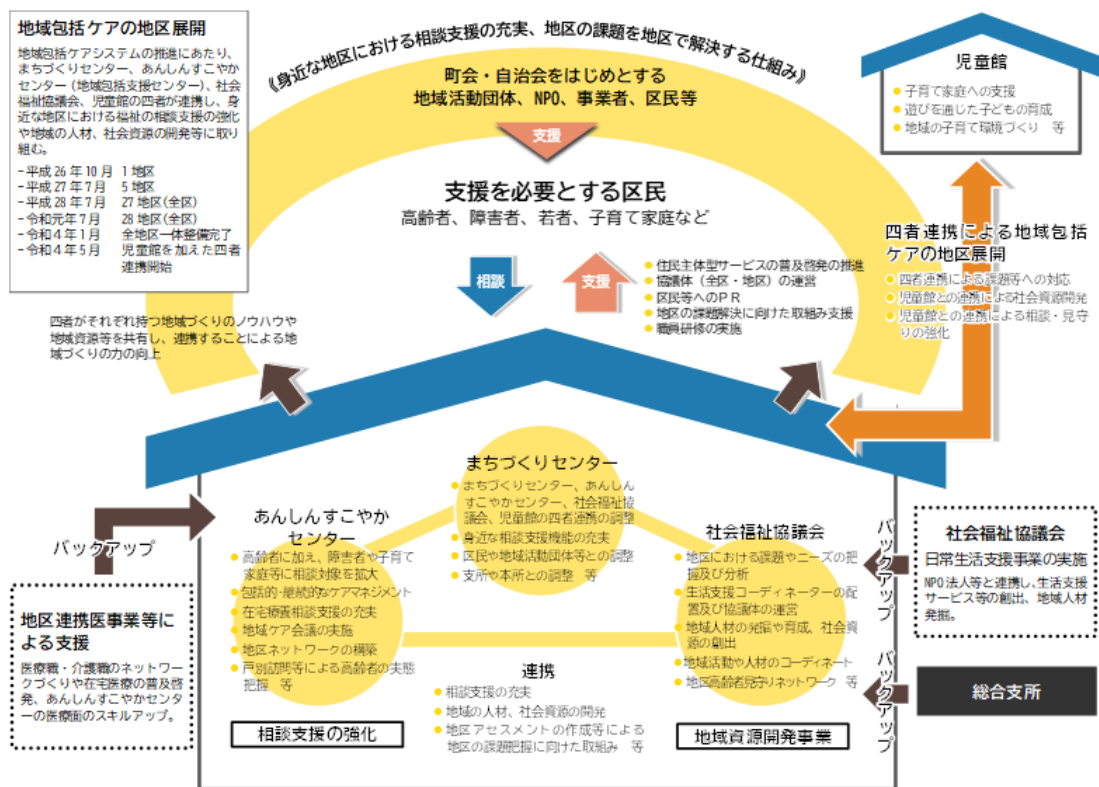 地域包括ケアの地区展開
地域包括ケアシステムの推進にあたり、
まちづくりセンター、あんしんすこやか
センター(地域包括支援センター)、社会
福祉協議会、児童館の四者が連携し、身
近な地区における福祉の相談支援の強化
や地域の人材、社会資源の開発等に取り
組む。
-平成26年10月 1地区
-平成27年7月 5地区
-平成28年7月 27地区(全区)
-令和元年7月 28地区(全区)
-令和4年1月 全地区一体整備完了
-令和4年5月 児童館を加えた四者
連携開始
《身近な地区における相談支援の充実、地区の課題を地区で解決する仕組み》
町会・自治会をはじめとする
地域活動団体、NPO、事業者、区民等
支援
支援を必要とする区民
高齢者、障害者、若者、子育て家庭など
相談
支援
住民主体型サービスの普及啓発の推進
協議体(全区・地区)の運営
区民等へのPR
地区の課題解決に向けた取組み支援
職員研修の実施
児童館
子育て家庭への支援
遊びを通じた子どもの育成
地域の子育て環境づくり 等
四者連携による地域包括
ケアの地区展開
四者連携による課題等への対応
児童館との連携による社会資源開発
児童館との連携による相談・見守
りの強化
四者がそれぞれ持つ地域づくりのノウハウや
地域資源等を共有し、連携することによる地
域づくりの力の向上
まちづくりセンター
まちづくりセンター、あんしん
すこやかセンター、社会福祉協
議会、児童館の四者連携の調整
身近な相談支援機能の充実
区民や地域活動団体等との調整
支所や本所との調整 等
あんしんすこやか
センター
高齢者に加え、障害者や子育て
家庭等に相談対象を拡大
包括的・継続的なケアマネジメント
在宅療養相談支援の充実
地域ケア会議の実施
地区ネットワークの構築
戸別訪問等による高齢者の実態
把握 等
相談支援の強化
社会福祉協議会
地区における課題やニーズの把
握及び分析
生活支援コーディネーターの配
置及び協議体の運営
地域人材の発掘や育成、社会資
源の創出
地域活動や人材のコーディネート
地区高齢者見守りネットワーク 等
地域資源開発事業
連携
相談支援の充実
地域の人材、社会資源の開発
地区アセスメントの作成等による
地区の課題把握に向けた取組み 等
バックアップ
地区連携医事業等に
よる支援
医療職・介護職のネットワー
クづくりや在宅医療の普及啓
発、あんしんすこやかセンタ
ーの医療面のスキルアップ。
バックアップ
社会福祉協議会
日常生活支援事業の実施
NPO法人等と連携し、生活支援
サービス等の創出、地域人材
発掘。
バックアップ
総合支所